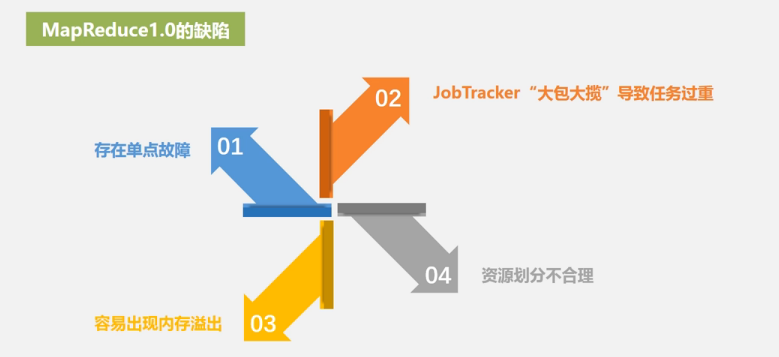 MapReduce1.0的缺陷
01
存在单点故障
02
JobTracker“大包大揽”导致任务过重
03
容易出现内存溢出
04
资源划分不合理